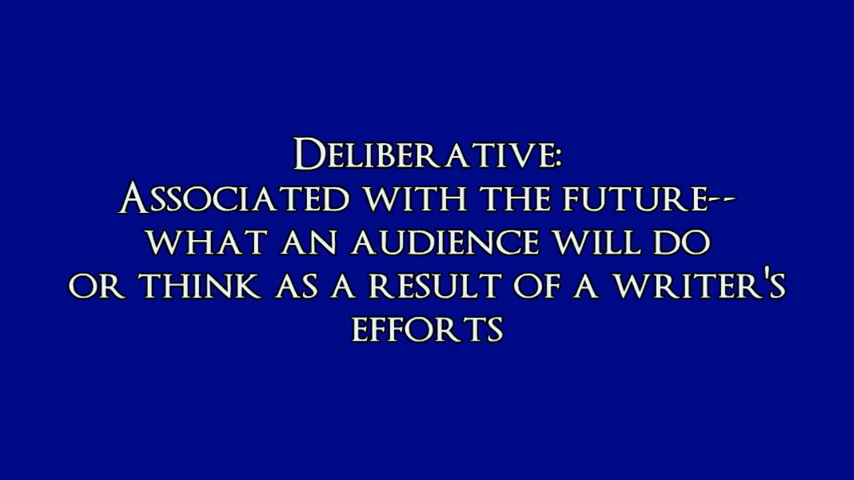 Deliberative:
Associated with the future--
what an audience will do
or think as a result of a writer's
efforts